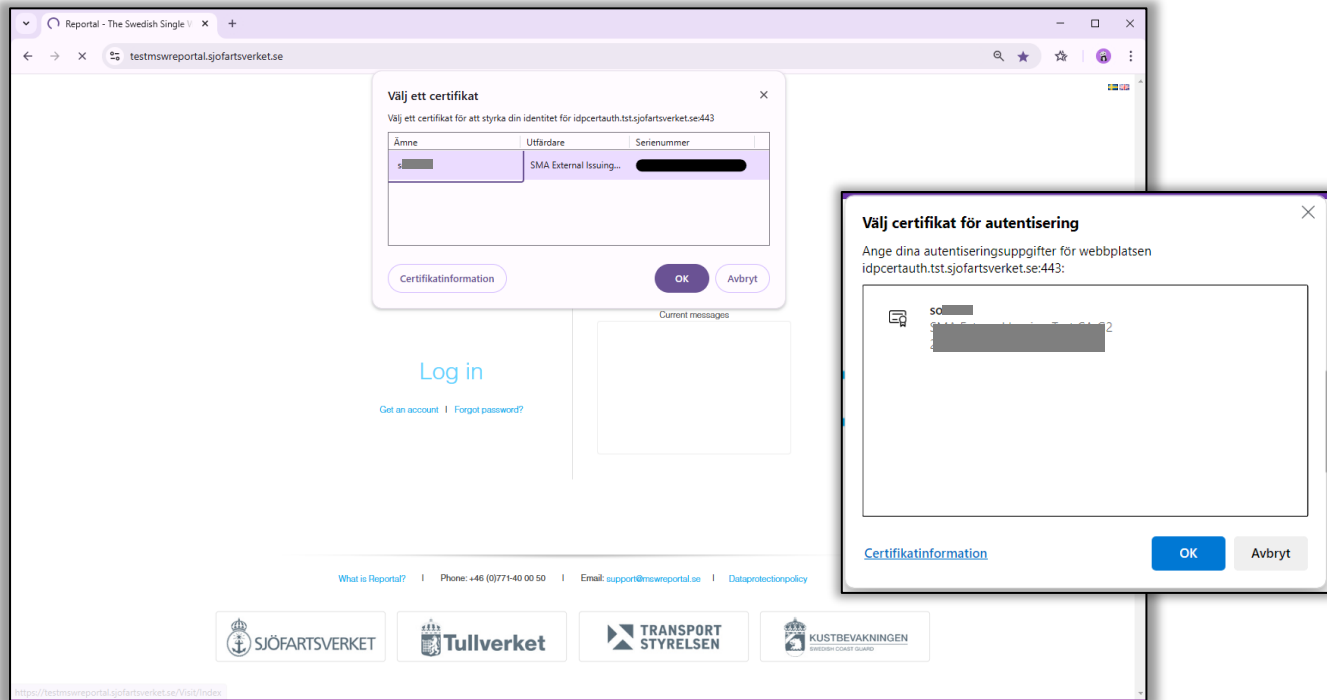 Reportal - The Swedish Single
testmswreportal.sjofartsverket.se
Välj ett certifikat
Välj ett certifikat för att styrka din identitet för idpcertauth.tst.sjofartsverket.se:443
Ämne Utfärdare Serienummer
s SMA External Issuing...
Certifikatinformation OK Avbryt
Current messages
Log in
Get an account | Forgot password?
What is Reportal? | Phone: +46 (0)771-40 00 50 | Email: support@mswreportal.se | Dataprotectionpolicy
SJÖFARTSVERKET
Tullverket
TRANSPORT
STYRELSEN
KUSTBEVAKNINGEN
SWEDISH COAST GUARD
https://testmswreportal.sjofartsverket.se/Visit/Index
Välj certifikat för autentisering
Ange dina autentiseringsuppgifter för webbplatsen
idpcertauth.tst.sjofartsverket.se:443:
so
Certifikatinformation OK Avbryt